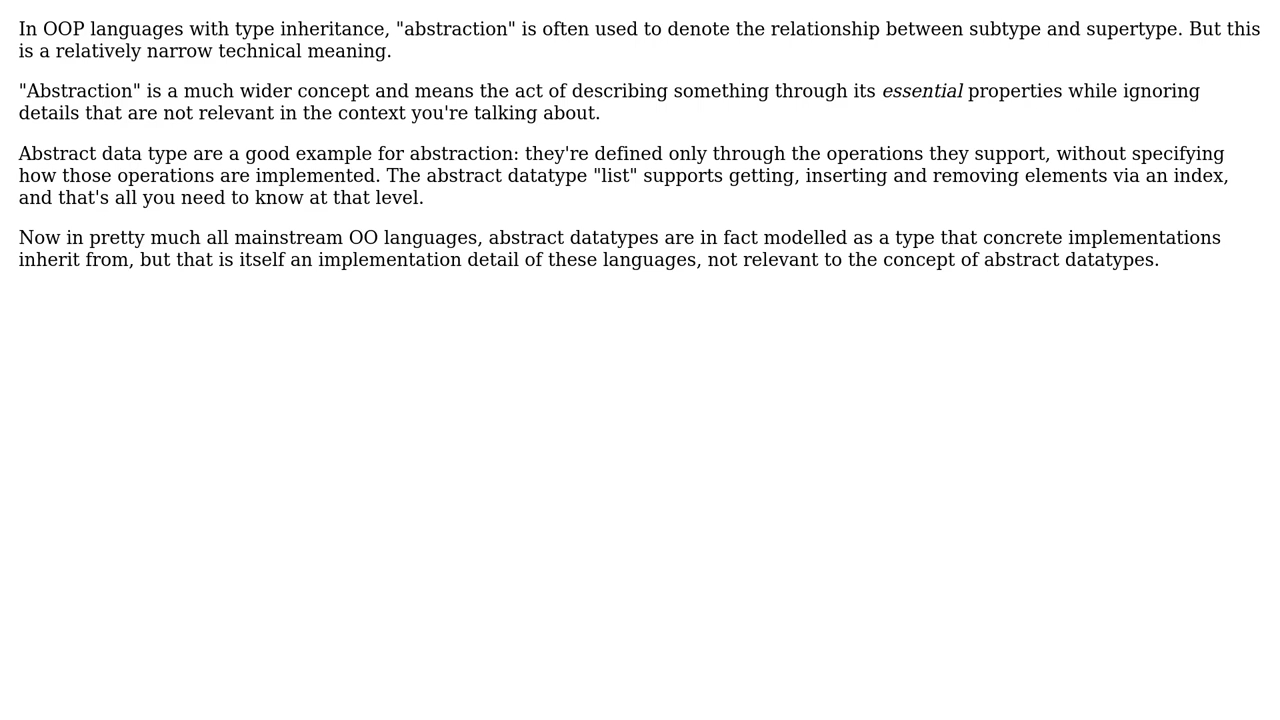 In OOP languages with type inheritance, "abstraction" is often used to denote the relationship between subtype and supertype. But this
is a relatively narrow technical meaning.
"Abstraction" is a much wider concept and means the act of describing something through its essential properties while ignoring
details that are not relevant in the context you're talking about.
Abstract data type are a good example for abstraction: they're defined only through the operations they support, without specifying
how those operations are implemented. The abstract datatype "list" supports getting, inserting and removing elements via an index,
and that's all you need to know at that level.
Now in pretty much all mainstream OO languages, abstract datatypes are in fact modelled as a type that concrete implementations
inherit from, but that is itself an implementation detail of these languages, not relevant to the concept of abstract datatypes.